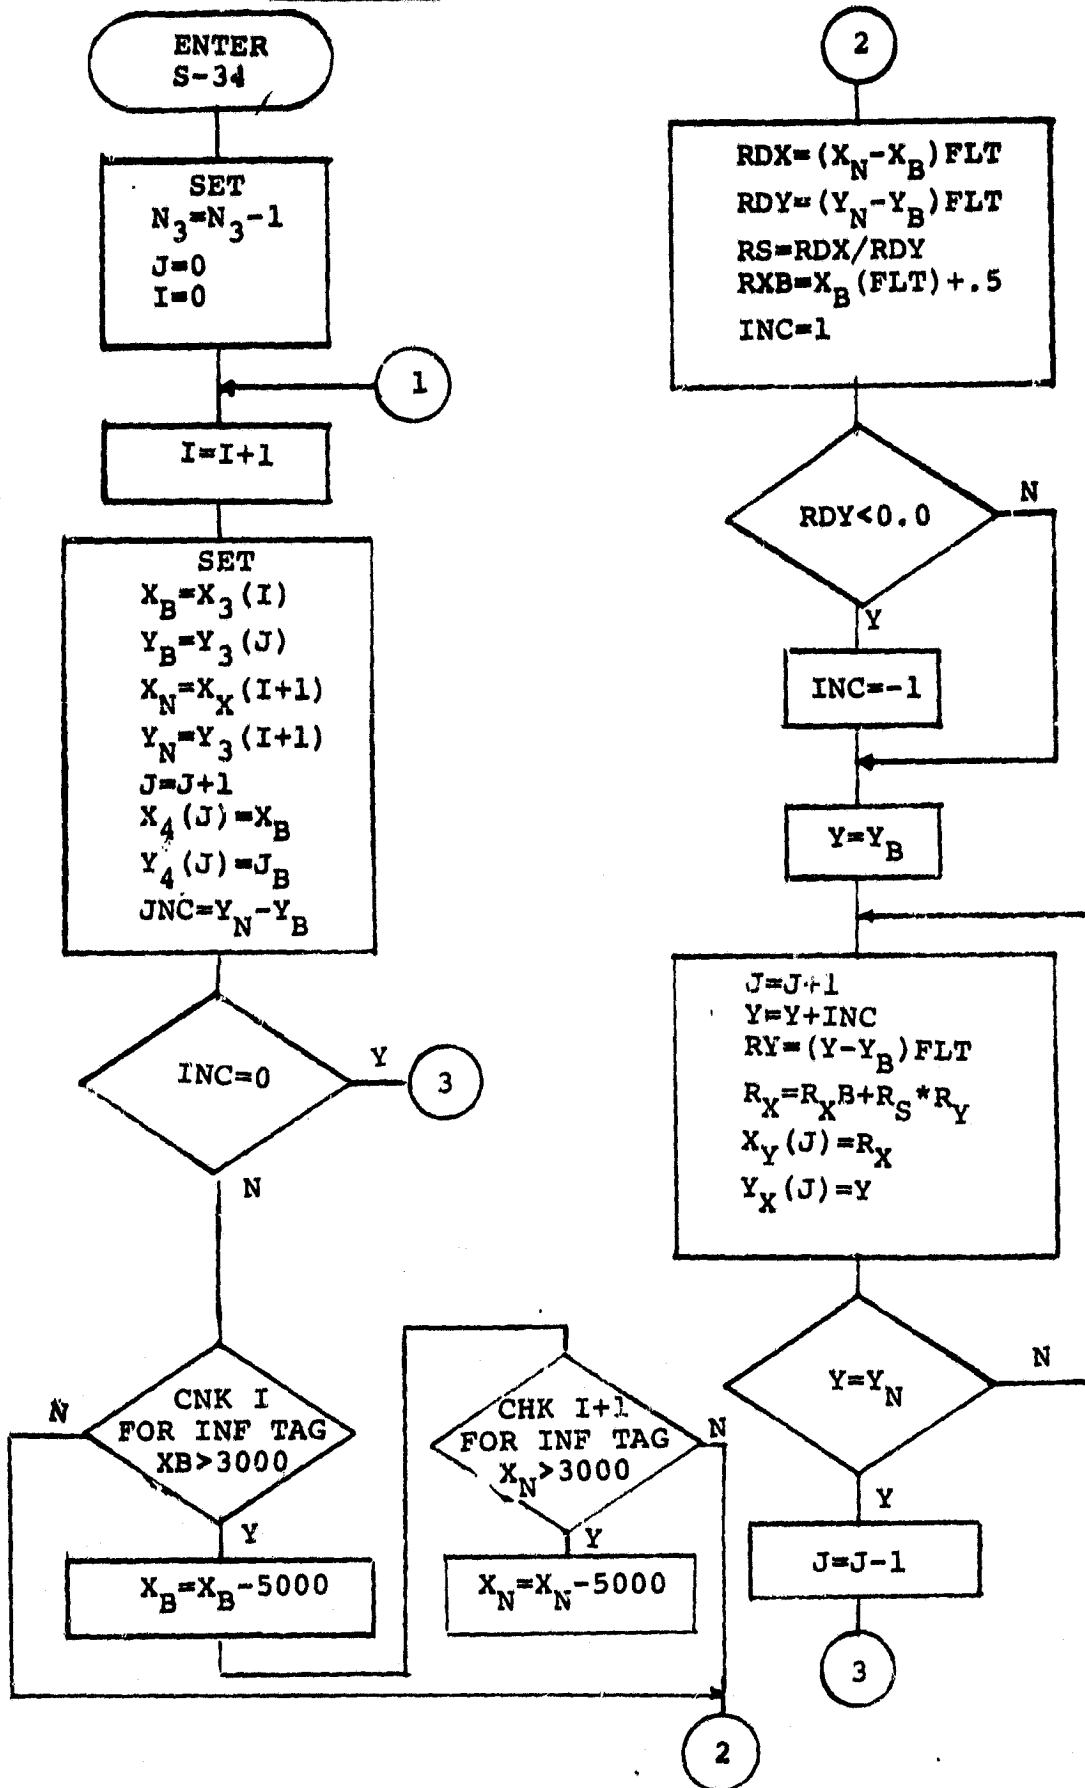 ENTER
S-34
SET
N3=N3-1
J=0
I=0
1
I=I+1
SET
XB=X3(I)
YB=Y3(J)
XN=XX(I+1)
YN=Y3(I+1)
J=J+1
X4(J)=XB
Y4(J)=JB
JNC=YN-YB
INC=0
Y
3
N
CNK I
FOR INF TAG
XB>3000
N
Y
XB=XB-5000
CHK I+1
FOR INF TAG
XN>3000
N
Y
XN=XN-5000
2
2
RDX=(XN-XB)FLT
RDY=(YN-YB)FLT
RS=RDX/RDY
RXB=XB(FLT)+.5
INC=1
RDY<0.0
N
Y
INC=-1
Y=YB
J=J+1
Y=Y+INC
RY=(Y-YB)FLT
RX=RXB+RS*RY
XY(J)=RX
YX(J)=Y
Y=YN
N
Y
J=J-1
3